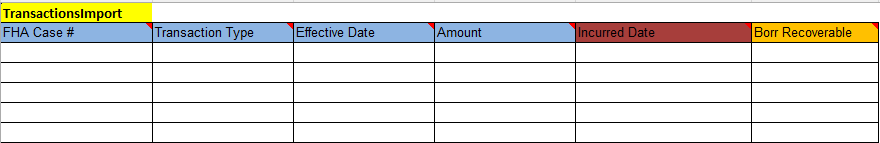 TransactionsImport
FHA Case # Transaction Type Effective Date Amount Incurred Date Borr Recoverable